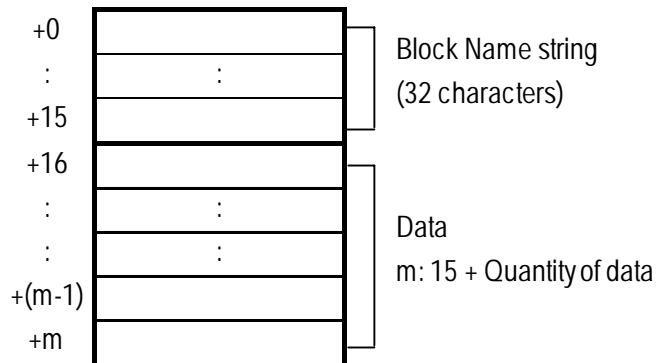 +0
: :
+15
Block Name string
(32 characters)
+16
: :
: :
+(m-1)
+m
Data
m: 15 + Quantity of data